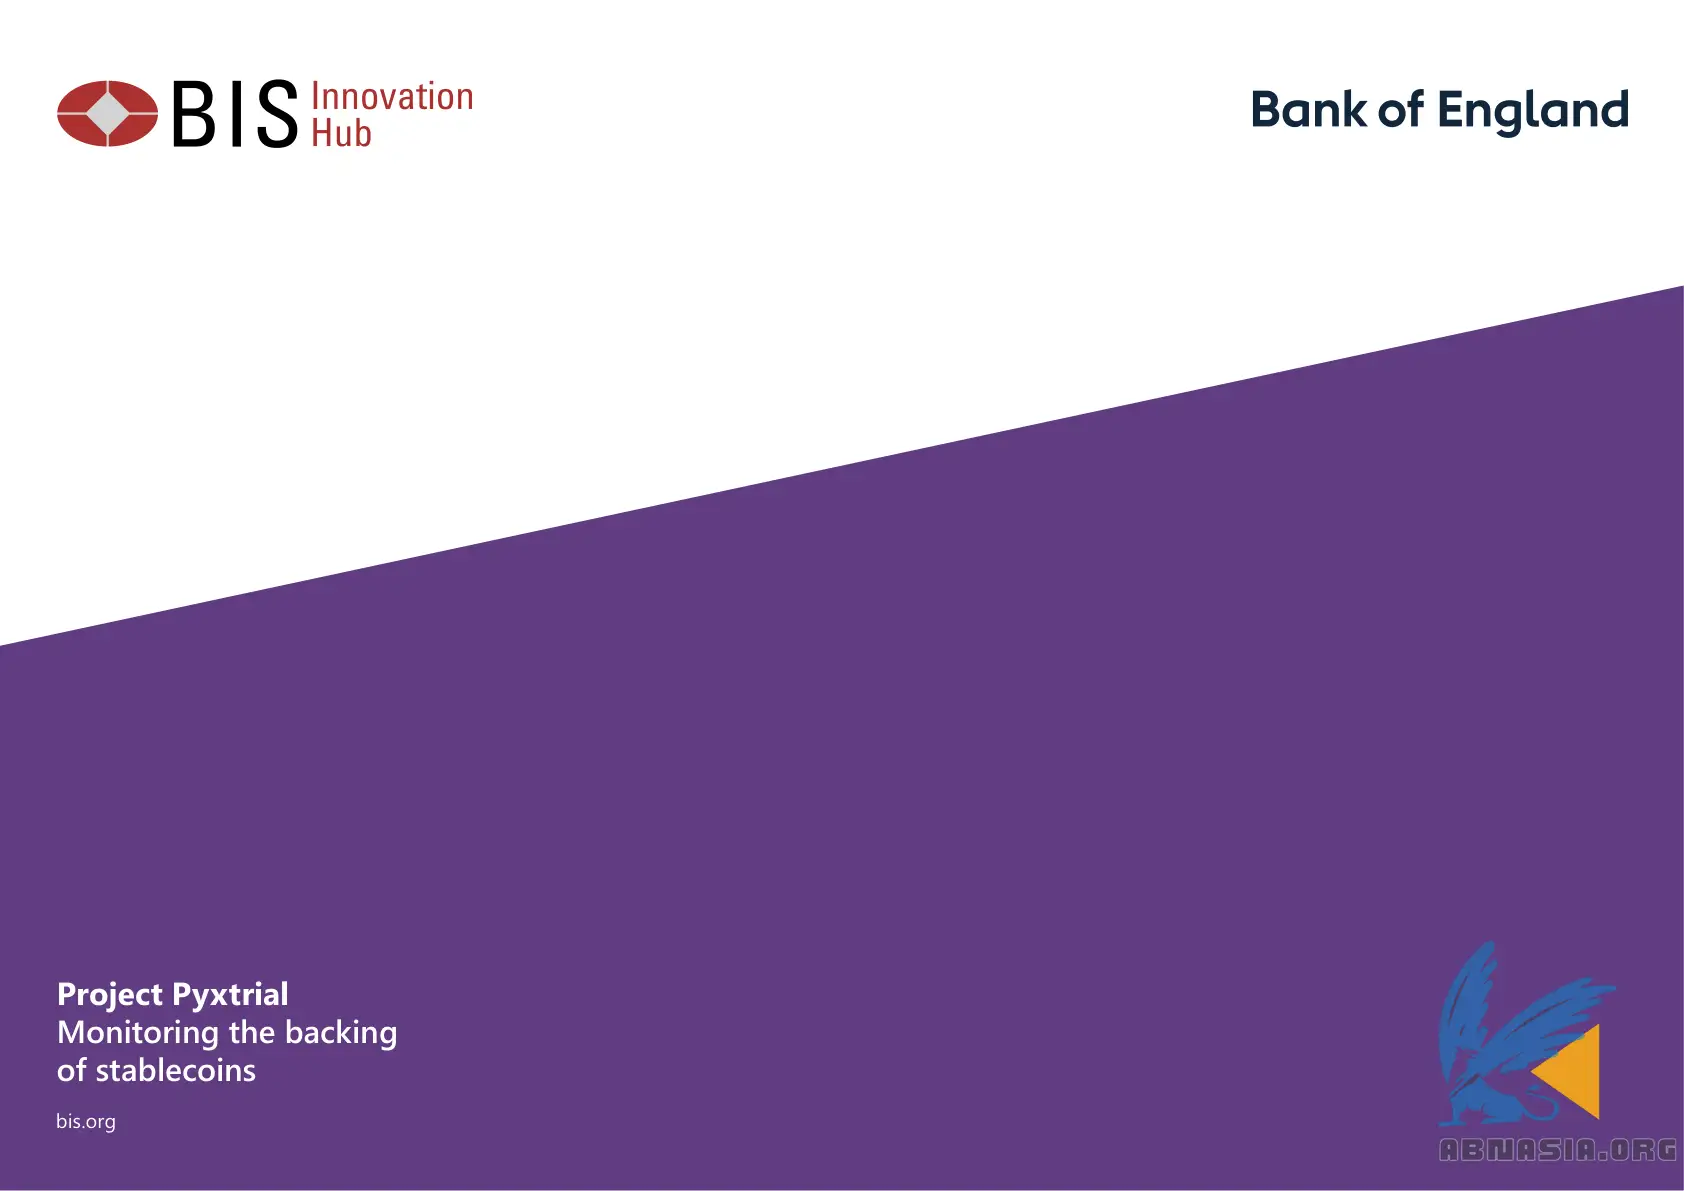 BIS Innovation
Hub
Bank of England
Project Pyxtrial
Monitoring the backing
of stablecoins
bis.org
ABNASIA.ORG